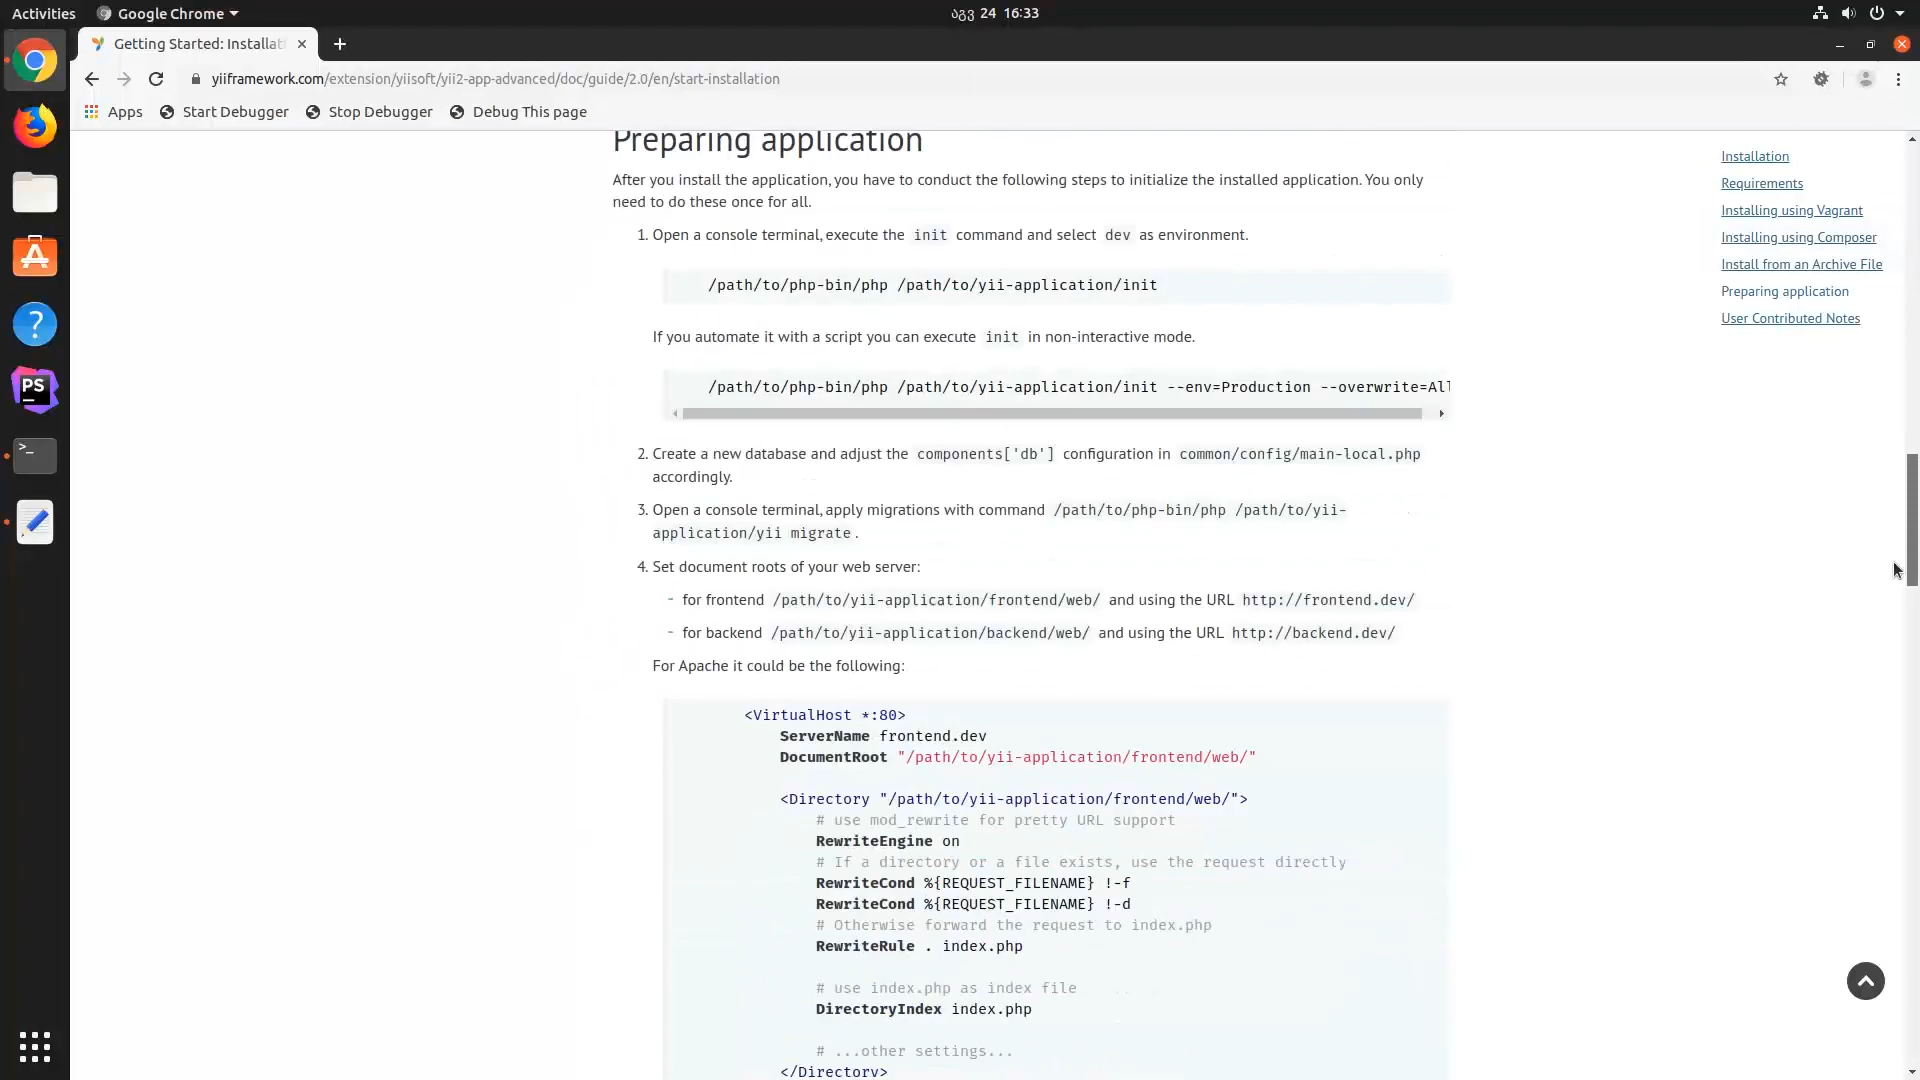 Activities
Google Chrome
აგვ 24 16:33
Getting Started: Installat
yiiframework.com/extension/yiisoft/yii2-app-advanced/doc/guide/2.0/en/start-installation
Apps
Start Debugger
Stop Debugger
Debug This page
Preparing application
After you install the application, you have to conduct the following steps to initialize the installed application. You only
need to do these once for all.
1. Open a console terminal, execute the init command and select dev as environment.
/path/to/php-bin/php /path/to/yii-application/init
If you automate it with a script you can execute init in non-interactive mode.
/path/to/php-bin/php /path/to/yii-application/init --env=Production --overwrite=All
2. Create a new database and adjust the components['db'] configuration in common/config/main-local.php
accordingly.
3. Open a console terminal, apply migrations with command /path/to/php-bin/php /path/to/yii-
application/yii migrate.
4. Set document roots of your web server:
- for frontend /path/to/yii-application/frontend/web/ and using the URL http://frontend.dev/
- for backend /path/to/yii-application/backend/web/ and using the URL http://backend.dev/
For Apache it could be the following:
<VirtualHost *:80>
ServerName frontend.dev
DocumentRoot "/path/to/yii-application/frontend/web/"
<Directory "/path/to/yii-application/frontend/web/">
# use mod_rewrite for pretty URL support
RewriteEngine on
# If a directory or a file exists, use the request directly
RewriteCond %{REQUEST_FILENAME} !-f
RewriteCond %{REQUEST_FILENAME} !-d
# Otherwise forward the request to index.php
RewriteRule . index.php
# use index.php as index file
DirectoryIndex index.php
# ...other settings...
</Directory>
Installation
Requirements
Installing using Vagrant
Installing using Composer
Install from an Archive File
Preparing application
User Contributed Notes
PS